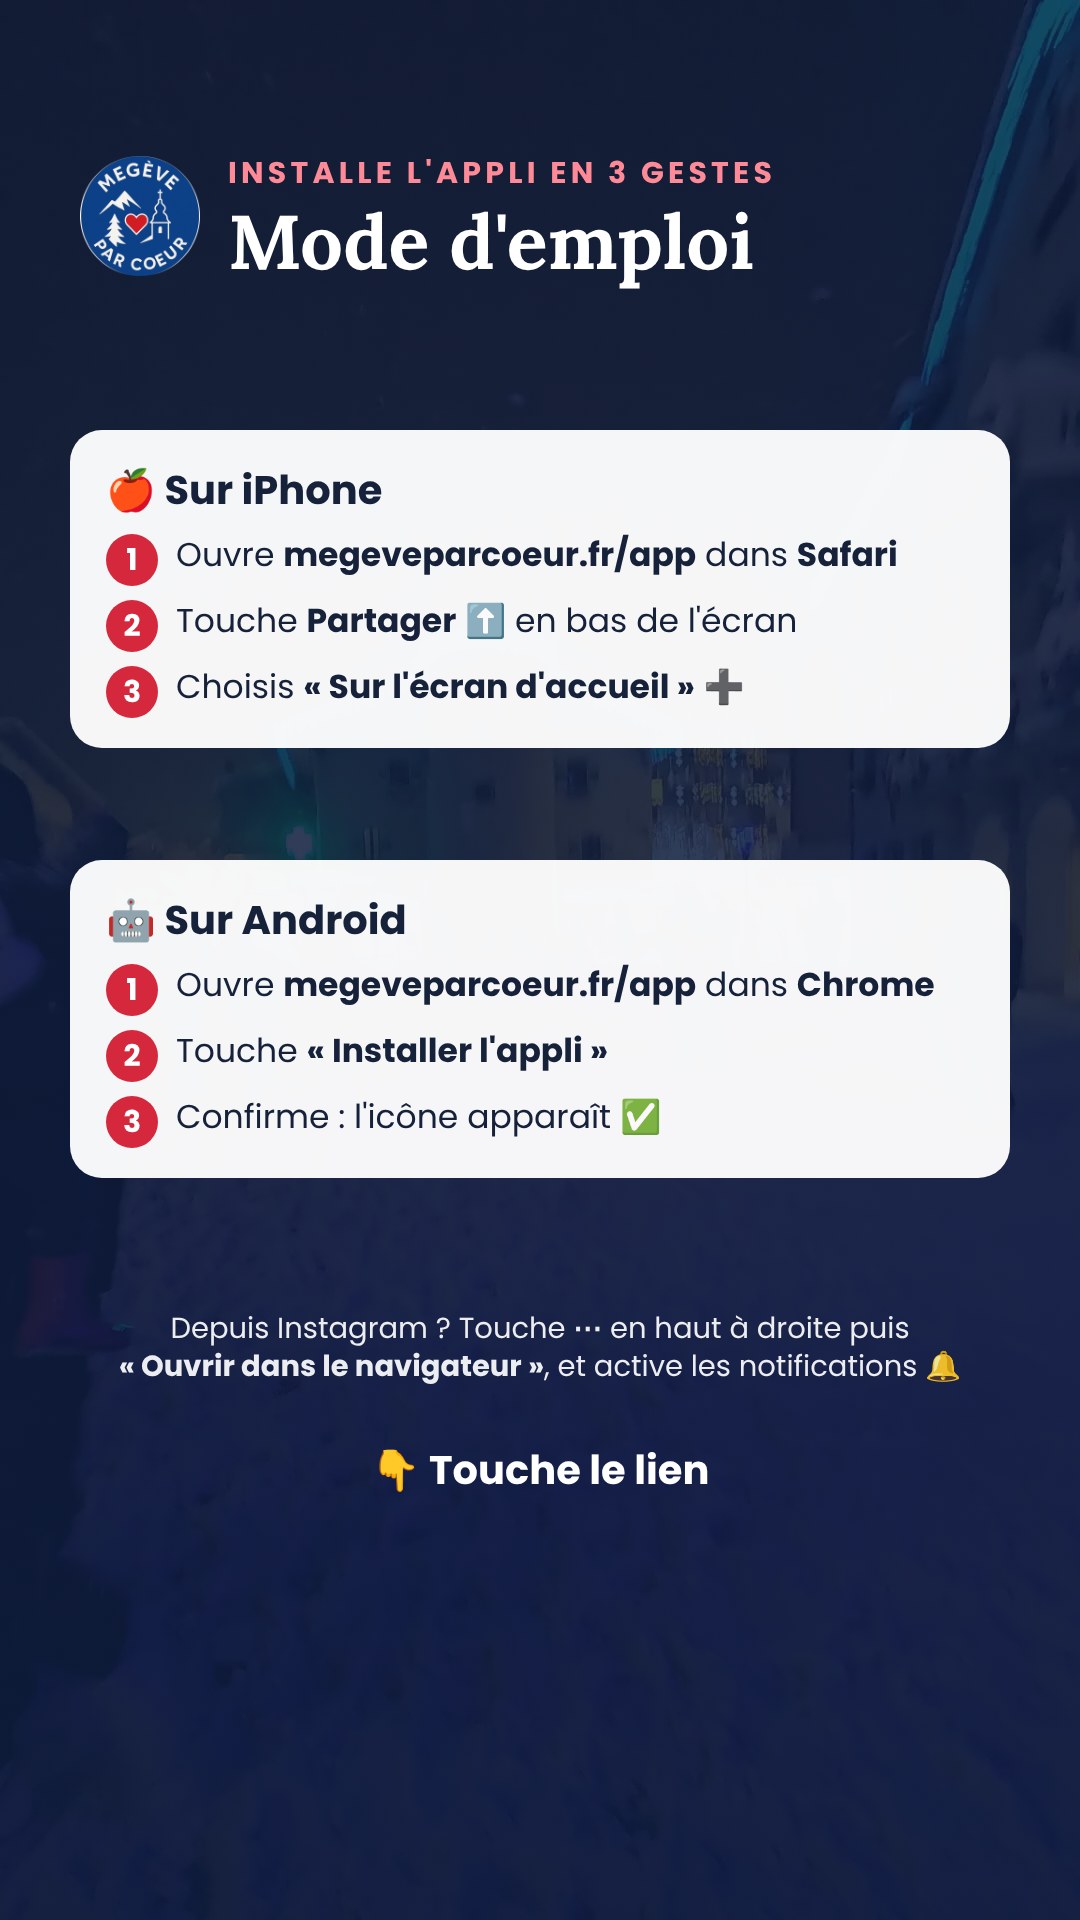 MEGÈVE
PAR COEUR
INSTALLE L'APPLI EN 3 GESTES
Mode d'emploi
🍎 Sur iPhone
1 Ouvre megeveparcoeur.fr/app dans Safari
2 Touche Partager ⬆️ en bas de l'écran
3 Choisis « Sur l'écran d'accueil » ➕
🤖 Sur Android
1 Ouvre megeveparcoeur.fr/app dans Chrome
2 Touche « Installer l'appli »
3 Confirme : l'icône apparaît ✅
Depuis Instagram ? Touche ··· en haut à droite puis
« Ouvrir dans le navigateur », et active les notifications 🔔
👇 Touche le lien